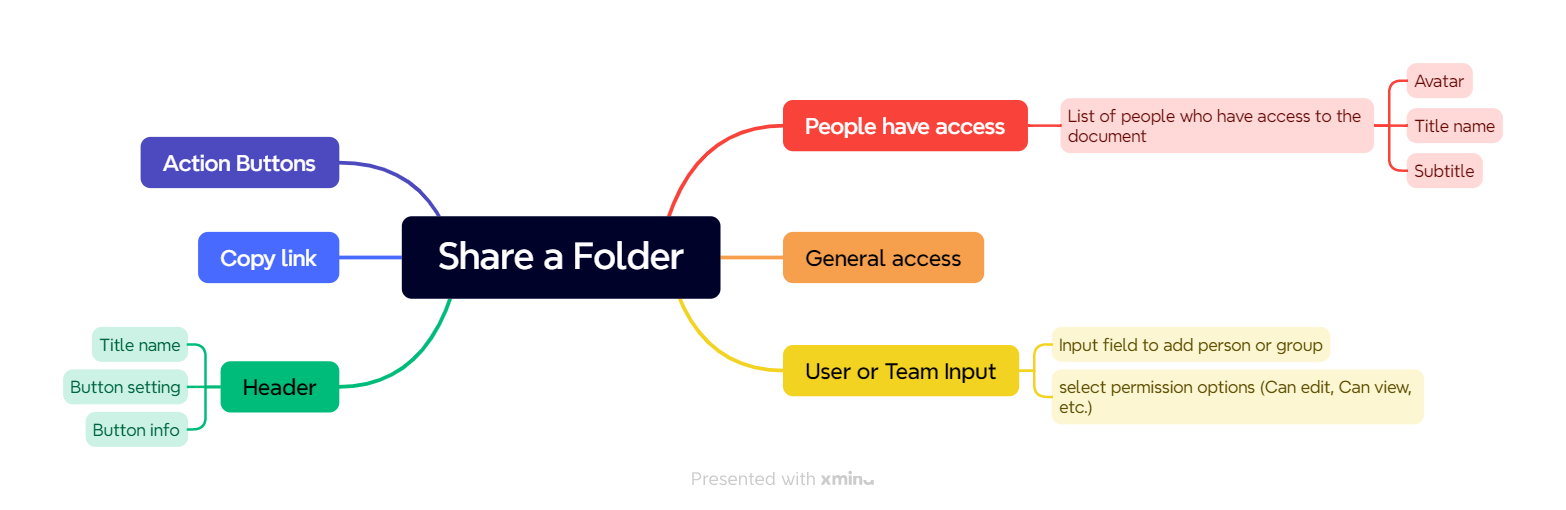 Share a Folder
People have access
List of people who have access to the
document
Avatar
Title name
Subtitle
General access
User or Team Input
Input field to add person or group
select permission options (Can edit, Can view,
etc.)
Action Buttons
Copy link
Header
Title name
Button setting
Button info
Presented with xmind